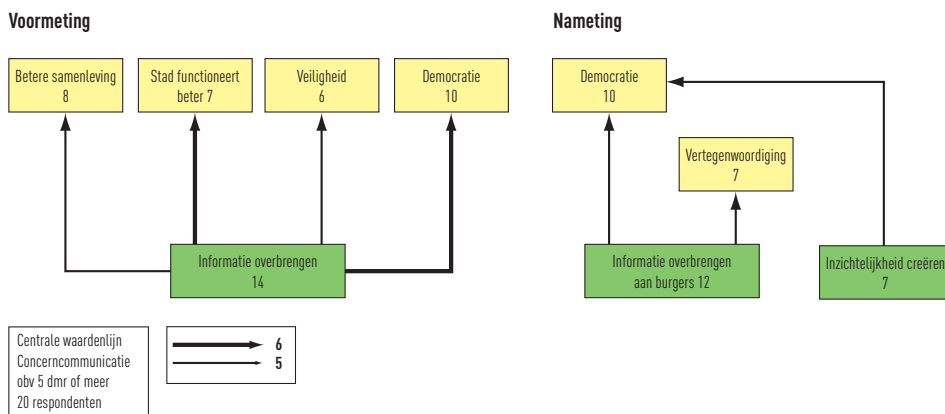 Voormeting
Nameting
Betere samenleving
8
Stad functioneert
beter 7
Veiligheid
6
Democratie
10
Democratie
10
Vertegenwoordiging
7
Informatie overbrengen
14
Informatie overbrengen
aan burgers 12
Inzichtelijkheid creëren
7
Centrale waardenlijn
Concerncommunicatie
obv 5 dmr of meer
20 respondenten
6
5